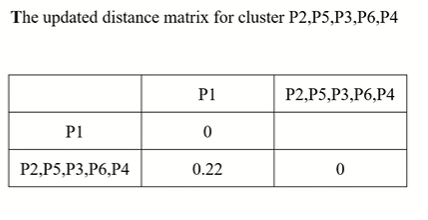 The updated distance matrix for cluster P2,P5,P3,P6,P4
P1 P2,P5,P3,P6,P4
P1 0
P2,P5,P3,P6,P4 0.22 0